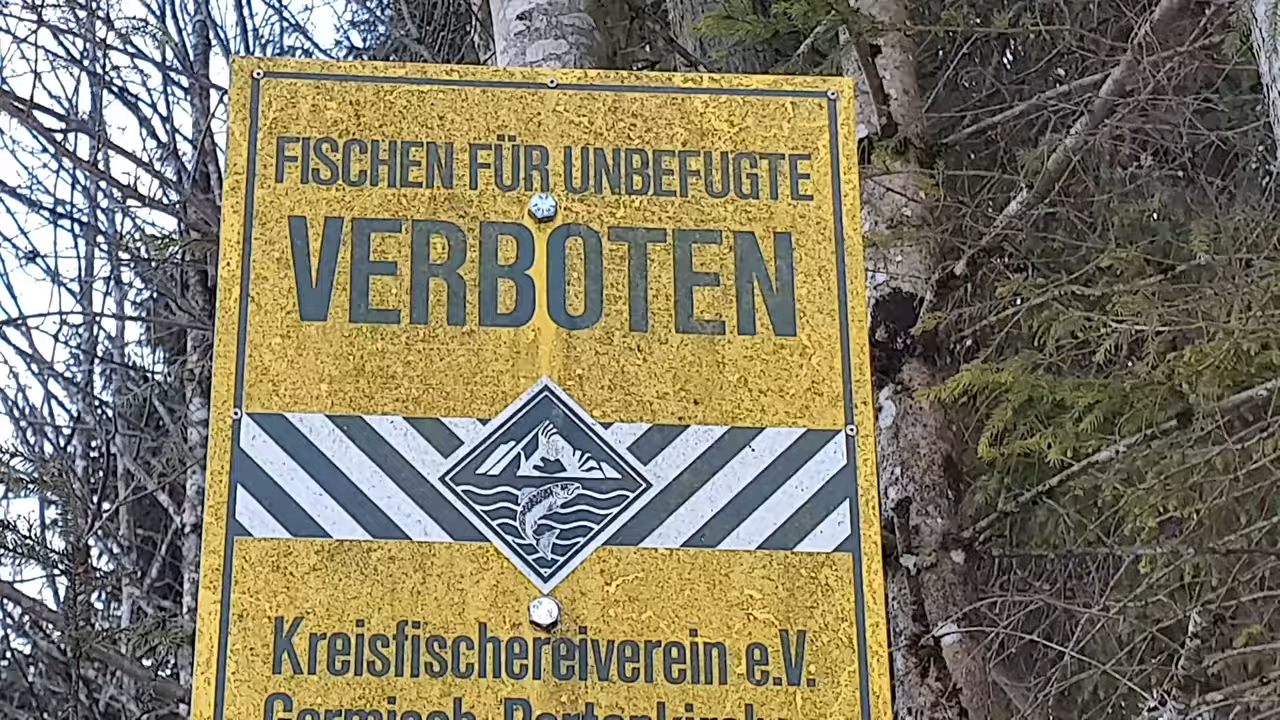 FISCHEN FÜR UNBEFUGTE
VERBOTEN
Kreisfischereiverein e.V.
Garmisch-Partenkirchen